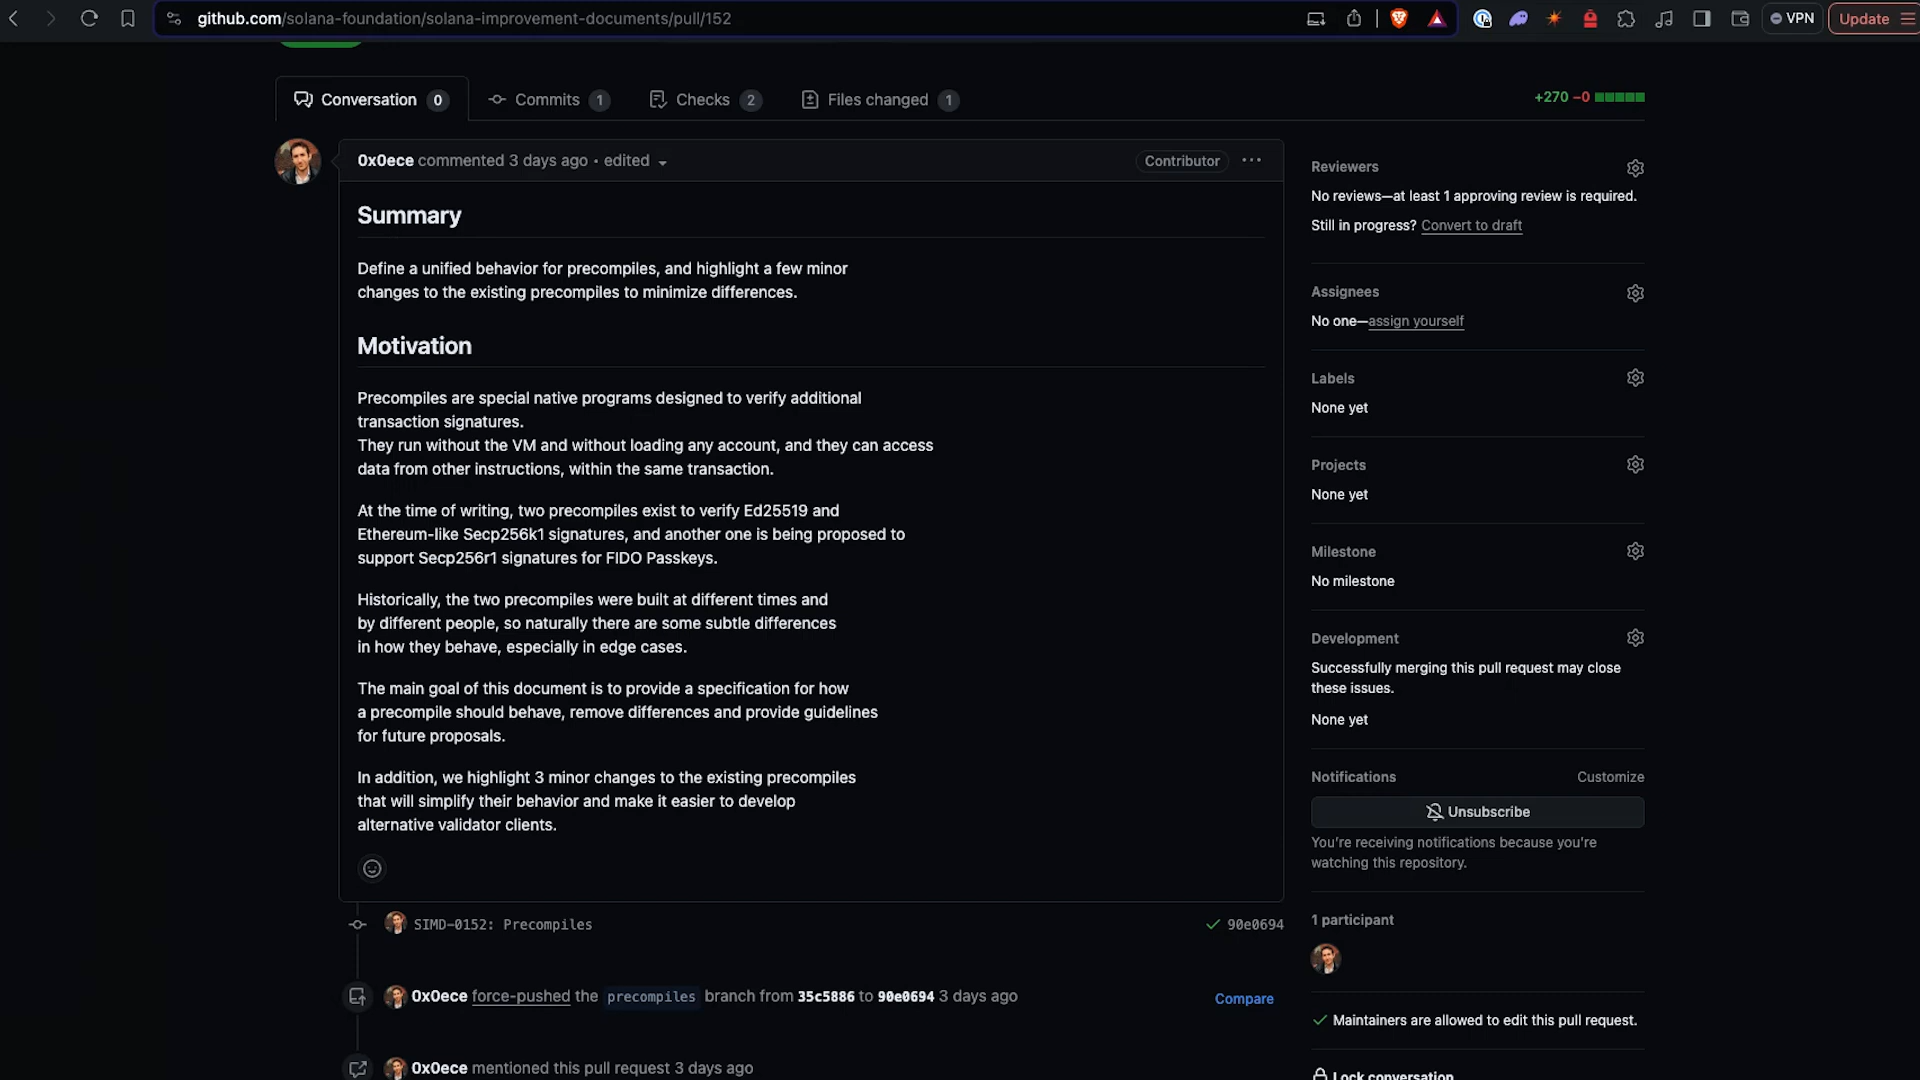 github.com/solana-foundation/solana-improvement-documents/pull/152
VPN
Update
Conversation 0
Commits 1
Checks 2
Files changed 1
+270 −0
0x0ece commented 3 days ago • edited
Contributor
Summary
Define a unified behavior for precompiles, and highlight a few minor
changes to the existing precompiles to minimize differences.
Motivation
Precompiles are special native programs designed to verify additional
transaction signatures.
They run without the VM and without loading any account, and they can access
data from other instructions, within the same transaction.
At the time of writing, two precompiles exist to verify Ed25519 and
Ethereum-like Secp256k1 signatures, and another one is being proposed to
support Secp256r1 signatures for FIDO Passkeys.
Historically, the two precompiles were built at different times and
by different people, so naturally there are some subtle differences
in how they behave, especially in edge cases.
The main goal of this document is to provide a specification for how
a precompile should behave, remove differences and provide guidelines
for future proposals.
In addition, we highlight 3 minor changes to the existing precompiles
that will simplify their behavior and make it easier to develop
alternative validator clients.
SIMD-0152: Precompiles
90e0694
0x0ece force-pushed the precompiles branch from 35c5886 to 90e0694 3 days ago
Compare
0x0ece mentioned this pull request 3 days ago
Reviewers
No reviews—at least 1 approving review is required.
Still in progress? Convert to draft
Assignees
No one—assign yourself
Labels
None yet
Projects
None yet
Milestone
No milestone
Development
Successfully merging this pull request may close
these issues.
None yet
Notifications
Customize
Unsubscribe
You're receiving notifications because you're
watching this repository.
1 participant
Maintainers are allowed to edit this pull request.
Lock conversation